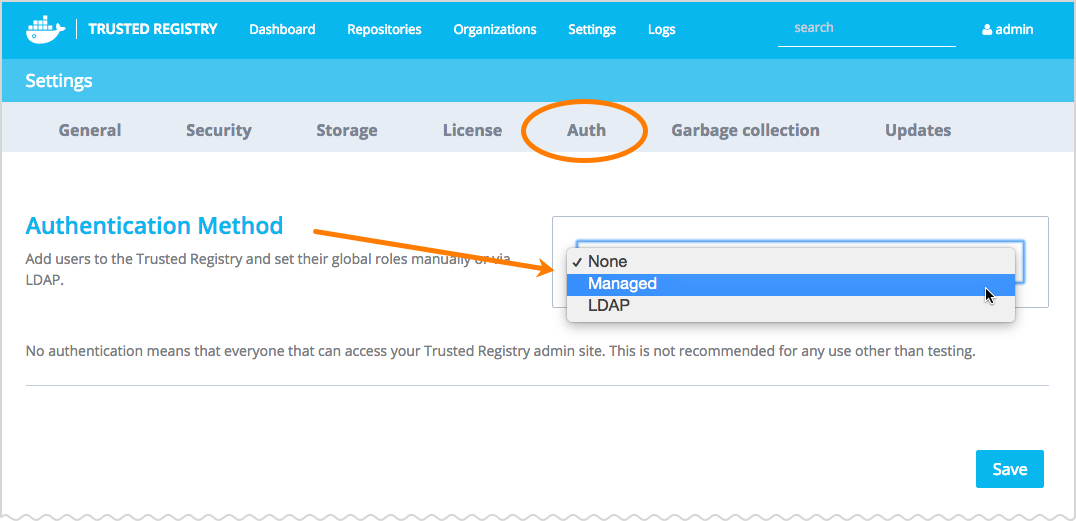 TRUSTED REGISTRY Dashboard Repositories Organizations Settings Logs search admin
Settings
General Security Storage License Auth Garbage collection Updates
Authentication Method
Add users to the Trusted Registry and set their global roles manually or via
LDAP.
✓ None
Managed
LDAP
No authentication means that everyone that can access your Trusted Registry admin site. This is not recommended for any use other than testing.
Save